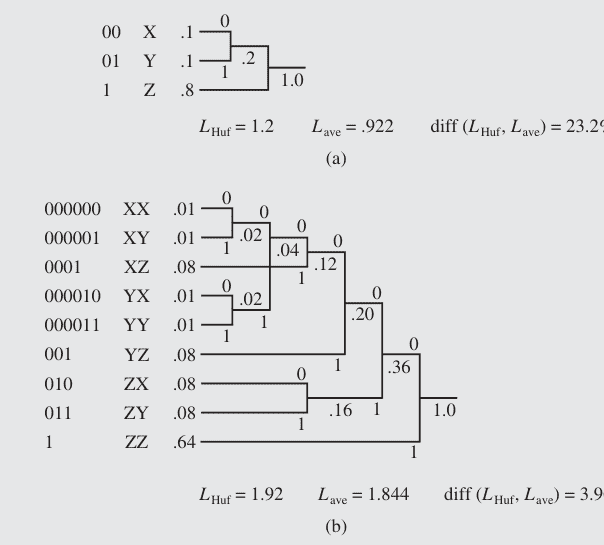 0
00 X .1
01 Y .1 .2
1
1 Z .8 1.0
L_Huf = 1.2 L_ave = .922 diff (L_Huf, L_ave) = 23.2
(a)
0
000000 XX .01
0
.02
000001 XY .01
1
0
.04
0
.12
0001 XZ .08
1
0
000010 YX .01 .02
0
000011 YY .01
1
1
.20
0
001 YZ .08
1
.36
0
010 ZX .08
011 ZY .08 .16 1 1.0
1
1 ZZ .64
1
L_Huf = 1.92 L_ave = 1.844 diff (L_Huf, L_ave) = 3.9
(b)